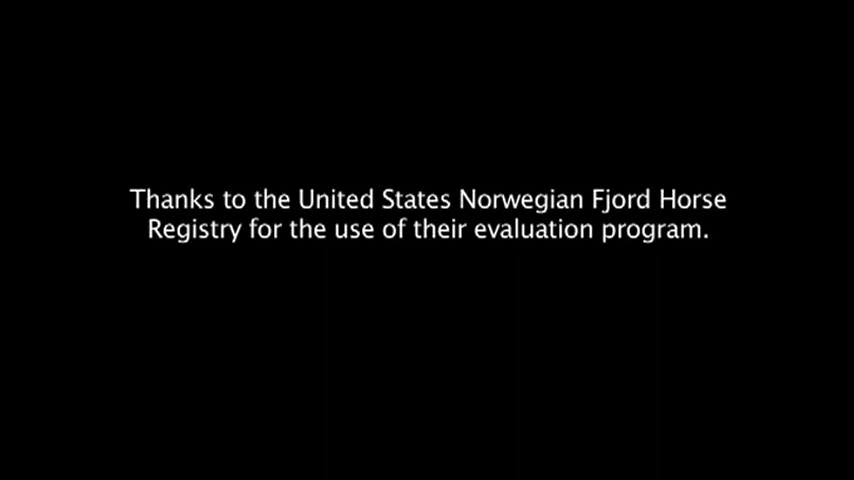 Thanks to the United States Norwegian Fjord Horse
Registry for the use of their evaluation program.